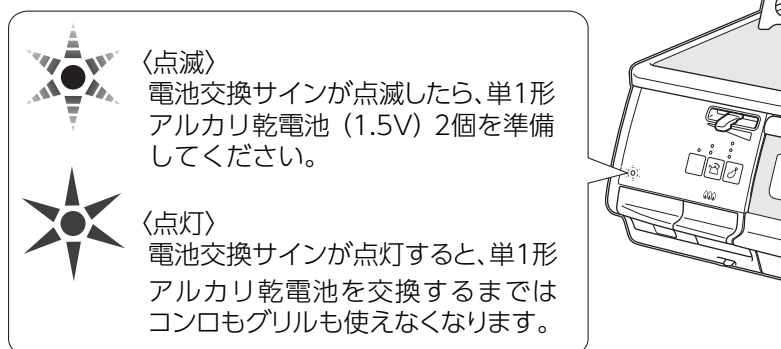 〈点滅〉
電池交換サインが点滅したら、単1形
アルカリ乾電池（1.5V）2個を準備
してください。
〈点灯〉
電池交換サインが点灯すると、単1形
アルカリ乾電池を交換するまでは
コンロもグリルも使えなくなります。